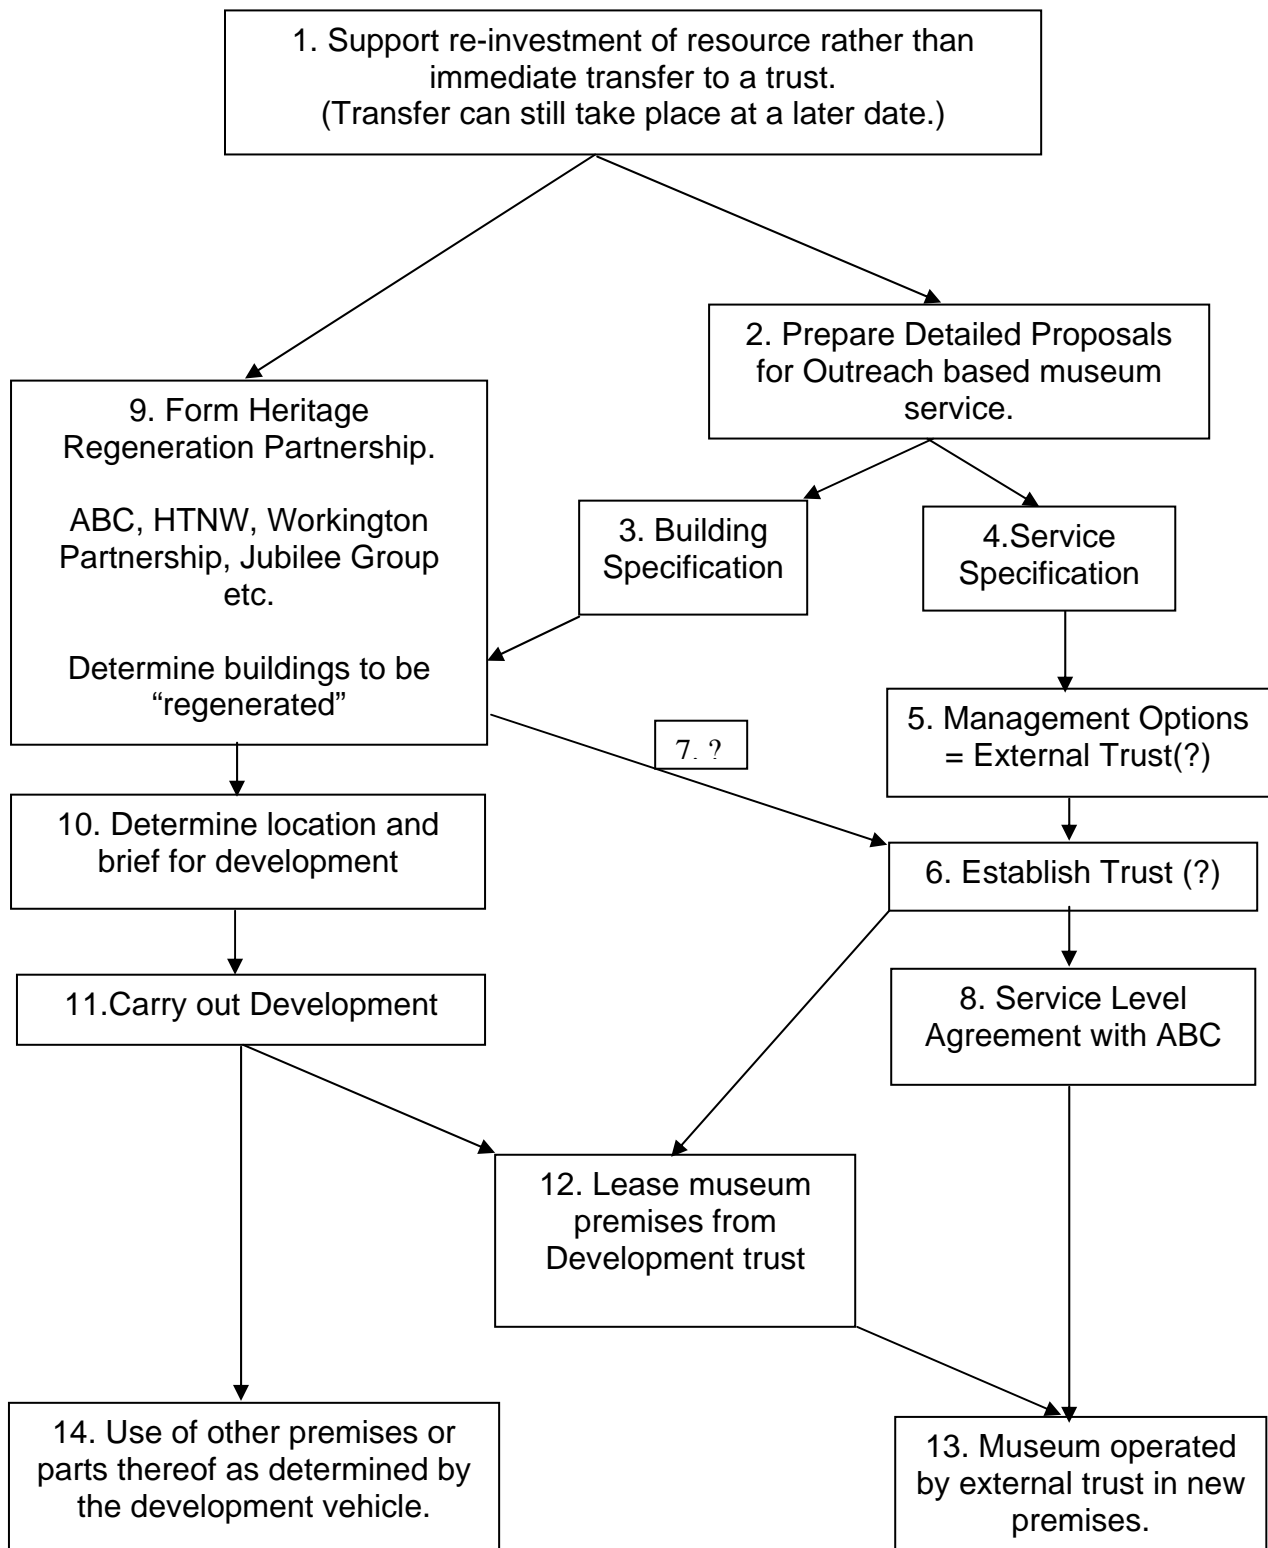 1. Support re-investment of resource rather than
immediate transfer to a trust.
(Transfer can still take place at a later date.)
2. Prepare Detailed Proposals
for Outreach based museum
service.
9. Form Heritage
Regeneration Partnership.
ABC, HTNW, Workington
Partnership, Jubilee Group
etc.
Determine buildings to be
“regenerated”
3. Building
Specification
4.Service
Specification
5. Management Options
= External Trust(?)
7. ?
10. Determine location and
brief for development
6. Establish Trust (?)
11.Carry out Development
8. Service Level
Agreement with ABC
12. Lease museum
premises from
Development trust
14. Use of other premises or
parts thereof as determined by
the development vehicle.
13. Museum operated
by external trust in new
premises.